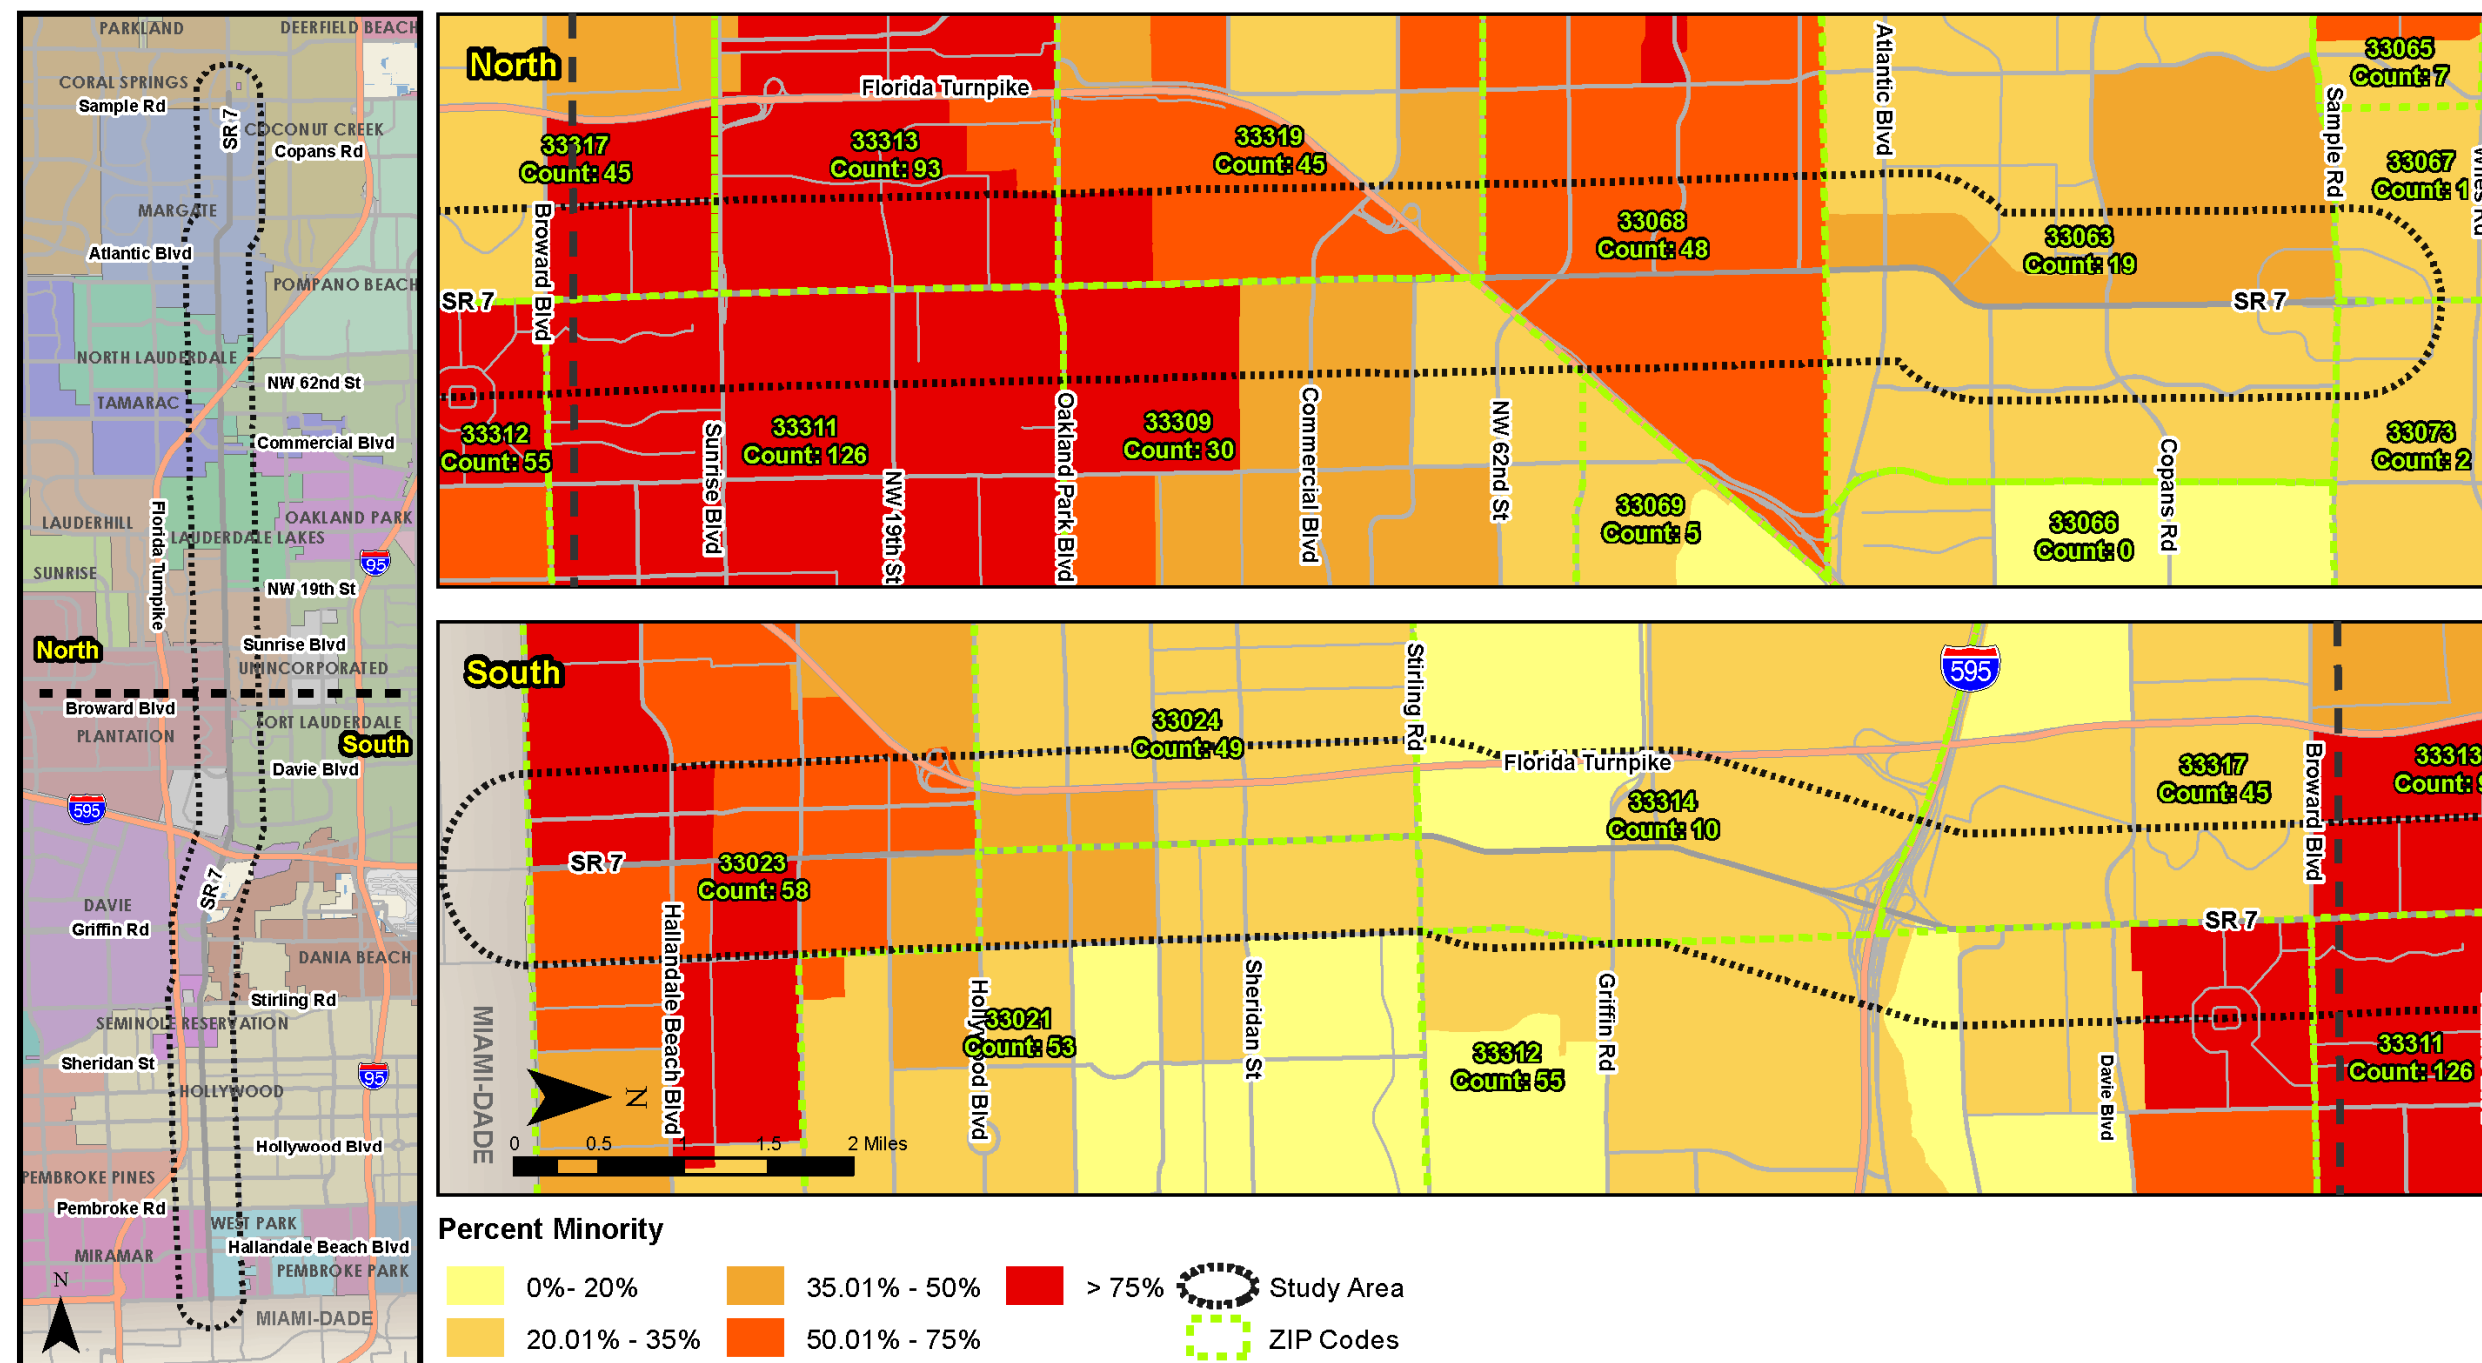 PARKLAND
DEERFIELD BEACH
CORAL SPRINGS
Sample Rd
SR 7
COCONUT CREEK
Copans Rd
MARGATE
Atlantic Blvd
POMPANO BEACH
NORTH LAUDERDALE
NW 62nd St
TAMARAC
Commercial Blvd
Florida Turnpike
LAUDERHILL
OAKLAND PARK
LAUDERDALE LAKES
95
SUNRISE
NW 19th St
North
Sunrise Blvd
UNINCORPORATED
Broward Blvd
FORT LAUDERDALE
PLANTATION
South
Davie Blvd
595
SR 7
DAVIE
Griffin Rd
DANIA BEACH
Stirling Rd
SEMINOLE RESERVATION
Sheridan St
95
HOLLYWOOD
Hollywood Blvd
PEMBROKE PINES
Pembroke Rd
WEST PARK
MIRAMAR
Hallandale Beach Blvd
PEMBROKE PARK
N
MIAMI-DADE
North
Florida Turnpike
33317
Count: 45
33313
Count: 93
33319
Count: 45
33068
Count: 48
33063
Count: 19
33065
Count: 7
33067
Count: 1
Atlantic Blvd
Sample Rd
Wiles Rd
SR 7
Broward Blvd
SR 7
33312
Count: 55
33311
Count: 126
33309
Count: 30
33069
Count: 5
33066
Count: 0
33073
Count: 2
Sunrise Blvd
NW 19th St
Oakland Park Blvd
Commercial Blvd
NW 62nd St
Copans Rd
South
Stirling Rd
595
33024
Count: 49
Florida Turnpike
33314
Count: 10
33317
Count: 45
Broward Blvd
33313
Count: 9
SR 7
33023
Count: 58
SR 7
Hallandale Beach Blvd
Hollywood Blvd
33021
Count: 53
Sheridan St
33312
Count: 55
Griffin Rd
Davie Blvd
33311
Count: 126
MIAMI-DADE
N
0 0.5 1 1.5 2 Miles
Percent Minority
0%- 20%
35.01% - 50%
> 75%
Study Area
20.01% - 35%
50.01% - 75%
ZIP Codes